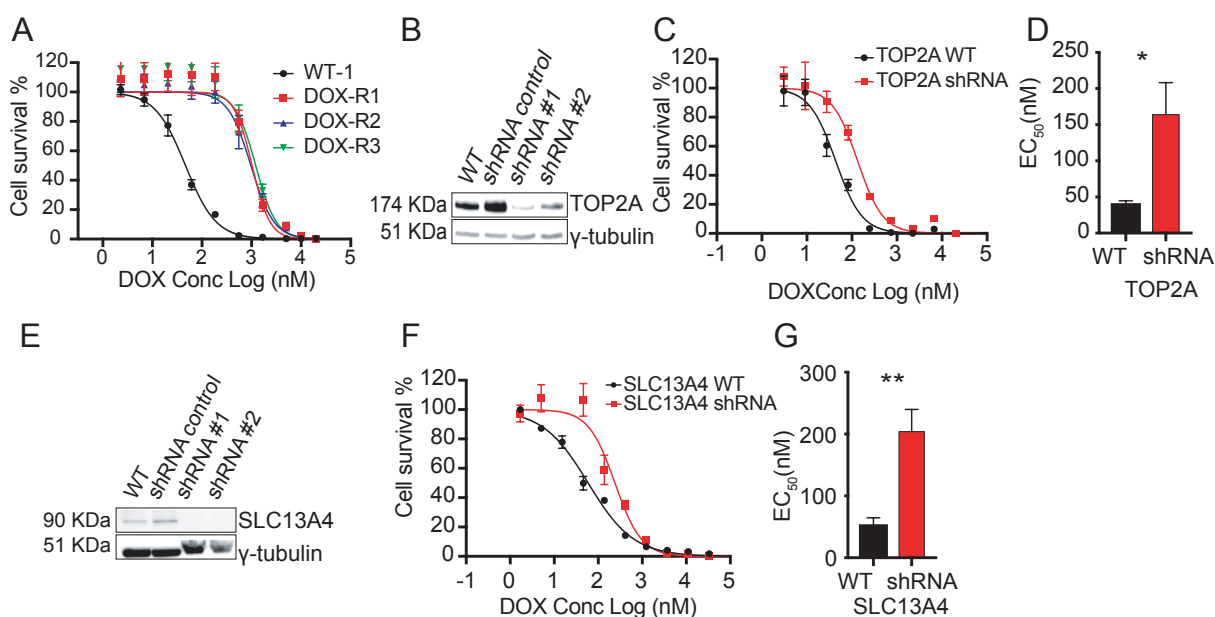 A
Cell survival %
120
100
80
60
40
20
0
0
1
2
3
4
5
DOX Conc Log (nM)
WT-1
DOX-R1
DOX-R2
DOX-R3
B
WT
shRNA control
shRNA #1
shRNA #2
174 KDa
TOP2A
51 KDa
γ-tubulin
C
Cell survival %
120
100
80
60
40
20
0
-1
0
1
2
3
4
5
DOXConc Log (nM)
TOP2A WT
TOP2A shRNA
D
EC50(nM)
250
200
150
100
50
0
*
WT shRNA
TOP2A
E
WT
shRNA control
shRNA #1
shRNA #2
90 KDa
SLC13A4
51 KDa
γ-tubulin
F
Cell survival %
120
100
80
60
40
20
0
-1
0
1
2
3
4
5
DOX Conc Log (nM)
SLC13A4 WT
SLC13A4 shRNA
G
EC50(nM)
300
200
100
50
0
**
WT shRNA
SLC13A4